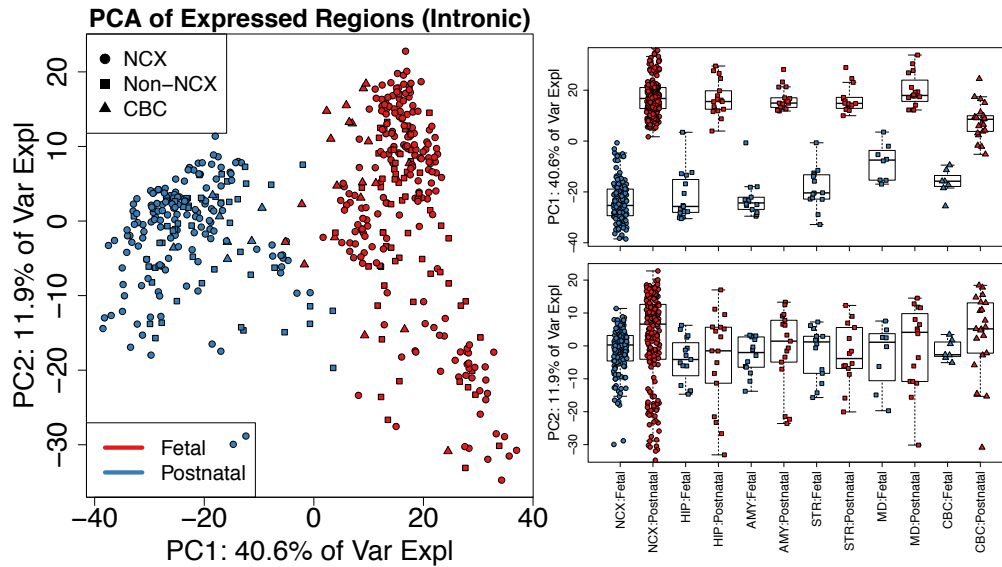 PCA of Expressed Regions (Intronic)
NCX
Non−NCX
CBC
20
10
0
−10
−20
−30
PC2: 11.9% of Var Expl
Fetal
Postnatal
−40 −20 0 20 40
PC1: 40.6% of Var Expl
20
0
−20
−40
PC1: 40.6% of Var Expl
20
10
0
−10
−20
−30
PC2: 11.9% of Var Expl
NCX:Fetal
NCX:Postnatal
HIP:Fetal
HIP:Postnatal
AMY:Fetal
AMY:Postnatal
STR:Fetal
STR:Postnatal
MD:Fetal
MD:Postnatal
CBC:Fetal
CBC:Postnatal